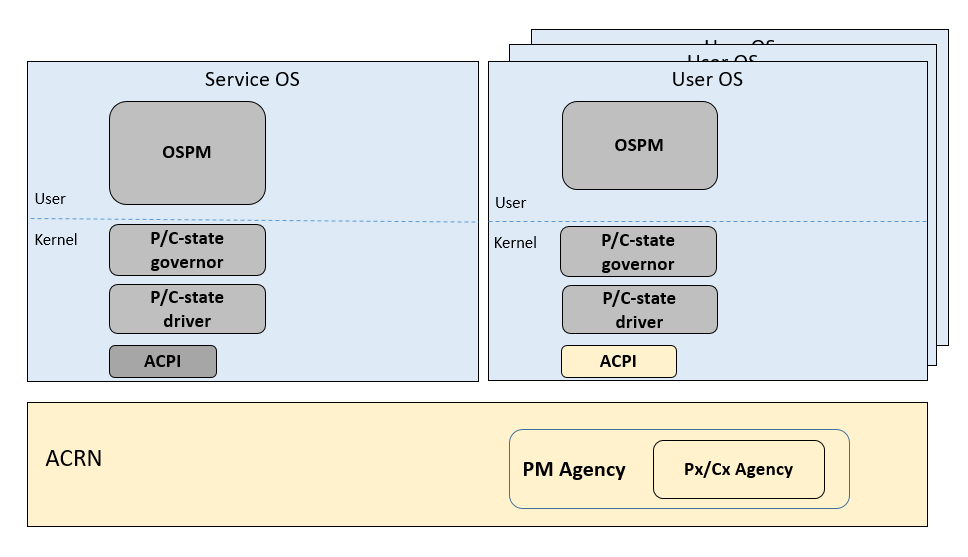 User OS
User OS
Service OS
OSPM
User
Kernel
P/C-state
governor
P/C-state
driver
ACPI
User OS
OSPM
User
Kernel
P/C-state
governor
P/C-state
driver
ACPI
ACRN
PM Agency
Px/Cx Agency